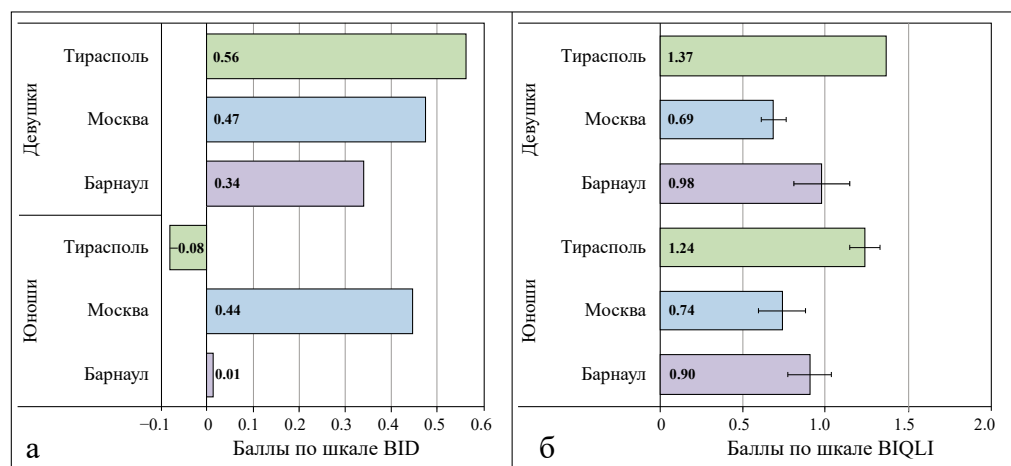 Девушки
Тирасполь
0.56
Москва
0.47
Барнаул
0.34
Юноши
Тирасполь
−0.08
Москва
0.44
Барнаул
0.01
−0.1 0 0.1 0.2 0.3 0.4 0.5 0.6
Баллы по шкале BID
а
Девушки
Тирасполь
1.37
Москва
0.69
Барнаул
0.98
Юноши
Тирасполь
1.24
Москва
0.74
Барнаул
0.90
0 0.5 1.0 1.5 2.0
Баллы по шкале BIQLI
б